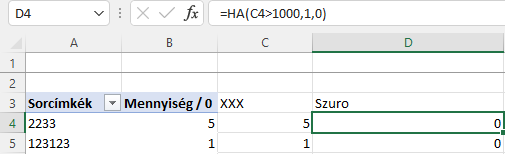 D4 fx =HA(C4>1000,1,0)
A B C D
1
2
3 Sorcímkék Mennyiség / 0 XXX Szuro
4 2233 5 5 0
5 123123 1 1 0